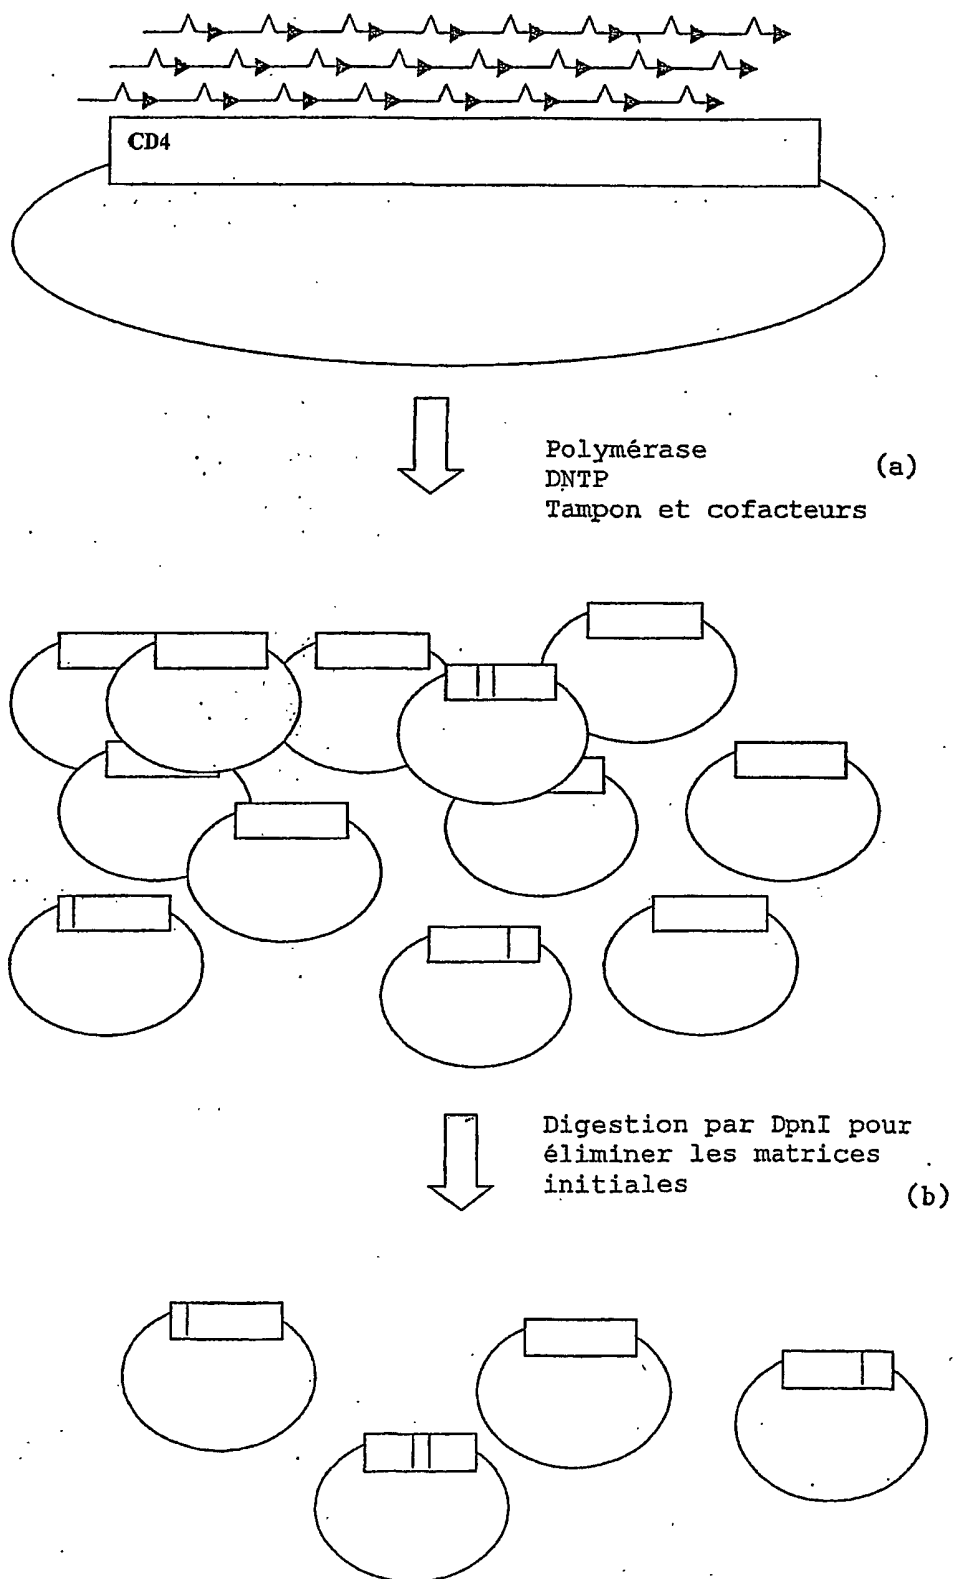 CD4
Polymérase
DNTP
Tampon et cofacteurs
(a)
Digestion par DpnI pour
éliminer les matrices
initiales
(b)